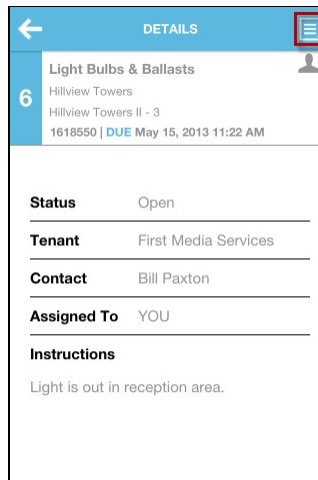 DETAILS
6
Light Bulbs & Ballasts
Hillview Towers
Hillview Towers II - 3
1618550 | DUE May 15, 2013 11:22 AM
Status Open
Tenant First Media Services
Contact Bill Paxton
Assigned To YOU
Instructions
Light is out in reception area.